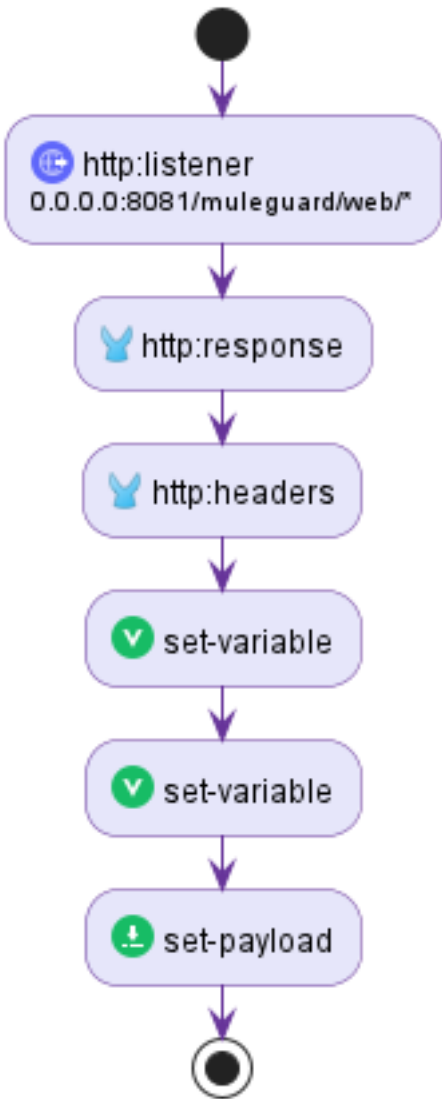 http:listener
0.0.0.0:8081/muleguard/web/*
http:response
http:headers
set-variable
set-variable
set-payload